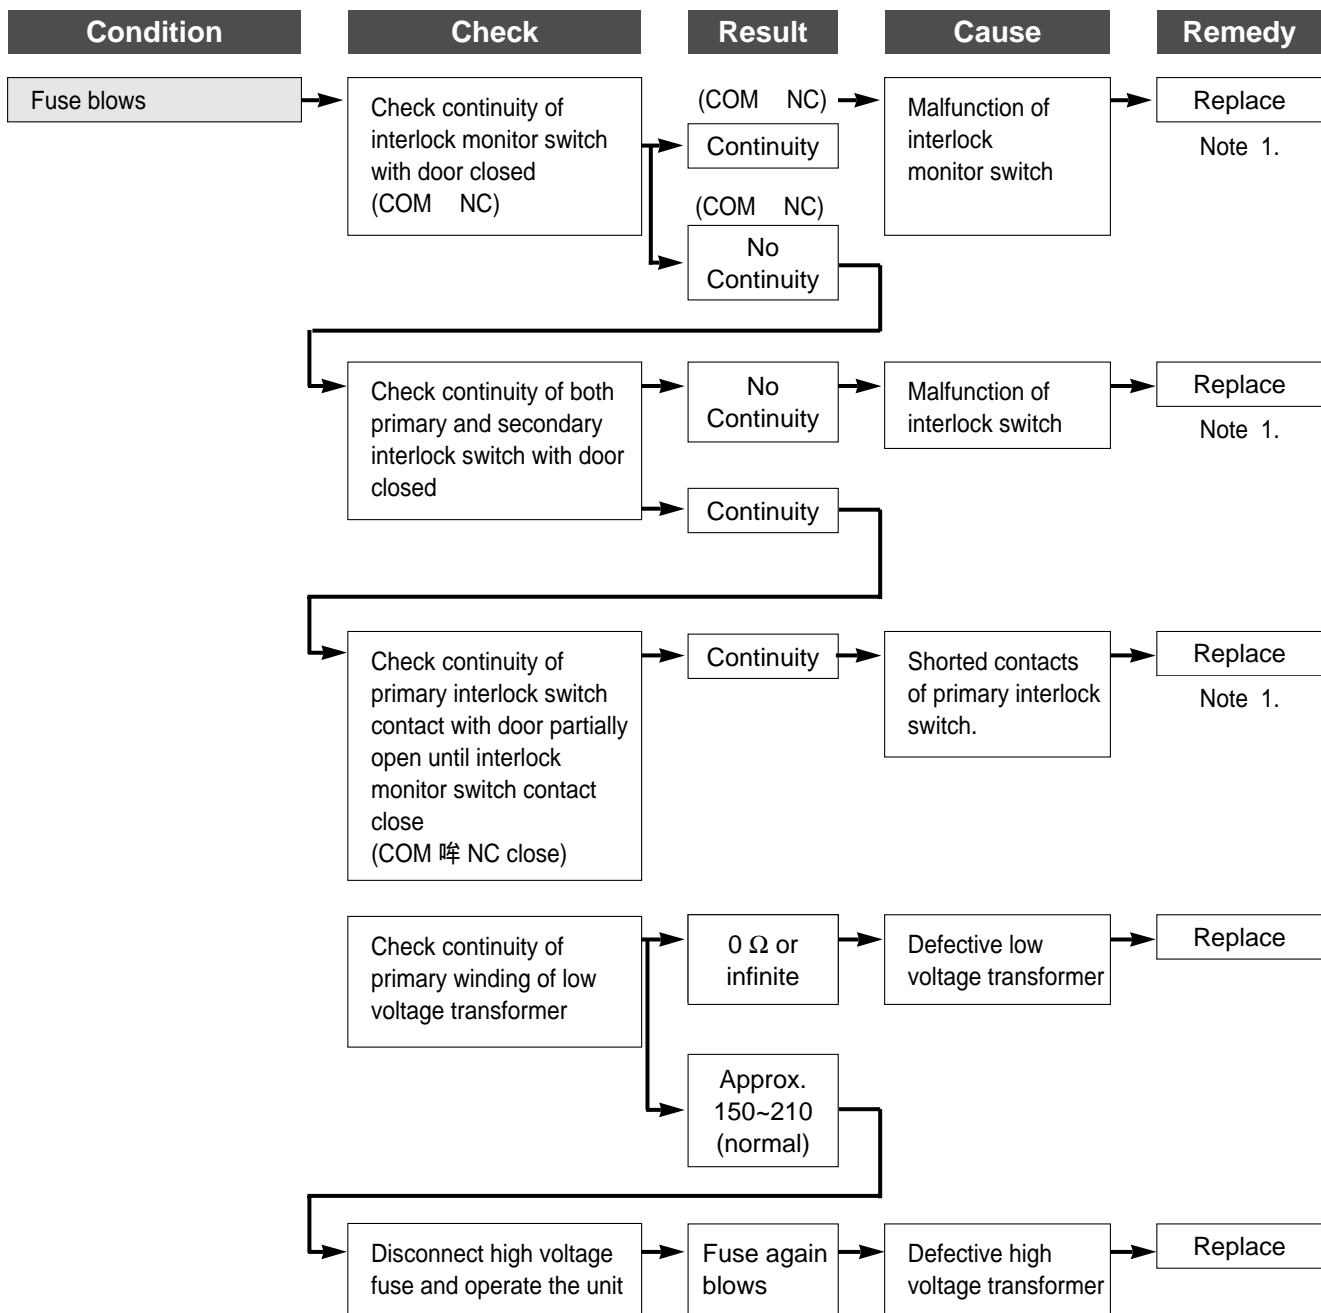 Condition Check Result Cause Remedy
Fuse blows
Check continuity of
interlock monitor switch
with door closed
(COM NC)
(COM NC)
Continuity
(COM NC)
No
Continuity
Malfunction of
interlock
monitor switch
Replace
Note 1.
Check continuity of both
primary and secondary
interlock switch with door
closed
No
Continuity
Continuity
Malfunction of
interlock switch
Replace
Note 1.
Check continuity of
primary interlock switch
contact with door partially
open until interlock
monitor switch contact
close
(COM 哗 NC close)
Continuity
Shorted contacts
of primary interlock
switch.
Replace
Note 1.
Check continuity of
primary winding of low
voltage transformer
0 Ω or
infinite
Approx.
150~210
(normal)
Defective low
voltage transformer
Replace
Disconnect high voltage
fuse and operate the unit
Fuse again
blows
Defective high
voltage transformer
Replace